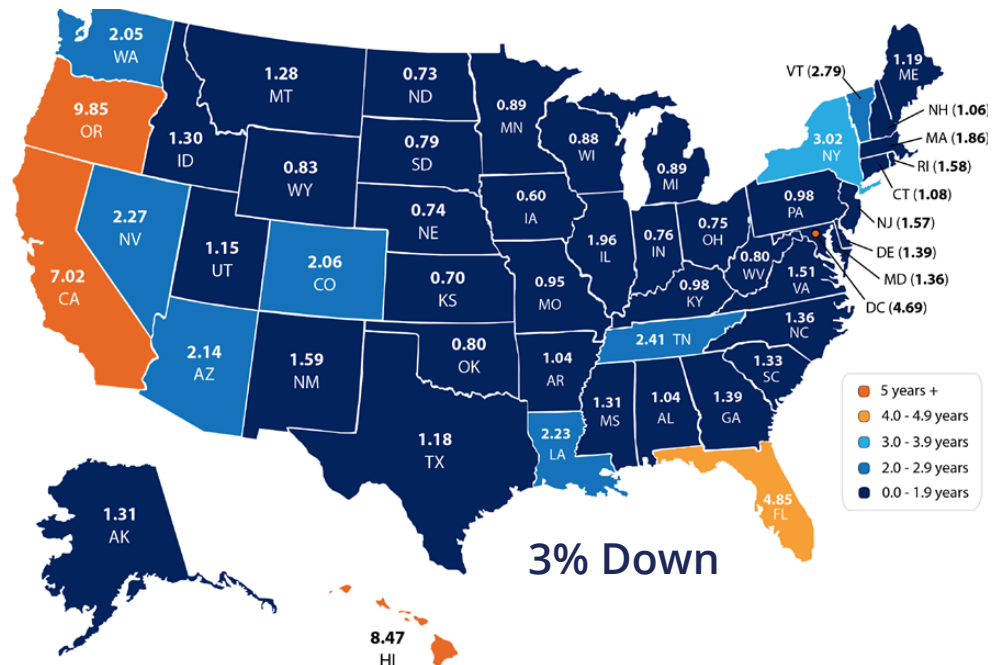 2.05
WA
9.85
OR
7.02
CA
2.27
NV
1.30
ID
1.28
MT
0.83
WY
1.15
UT
2.06
CO
2.14
AZ
1.59
NM
0.73
ND
0.79
SD
0.74
NE
0.70
KS
0.80
OK
1.18
TX
0.89
MN
0.60
IA
0.95
MO
1.04
AR
2.23
LA
0.88
WI
1.96
IL
0.89
MI
0.76
IN
0.75
OH
0.98
KY
2.41 TN
1.31
MS
1.04
AL
1.39
GA
4.85
FL
1.33
SC
1.36
NC
1.51
VA
0.80
WV
0.98
PA
3.02
NY
1.19
ME
VT (2.79)
NH (1.06)
MA (1.86)
RI (1.58)
CT (1.08)
NJ (1.57)
DE (1.39)
MD (1.36)
DC (4.69)
5 years +
4.0 - 4.9 years
3.0 - 3.9 years
2.0 - 2.9 years
0.0 - 1.9 years
1.31
AK
8.47
HI
3% Down